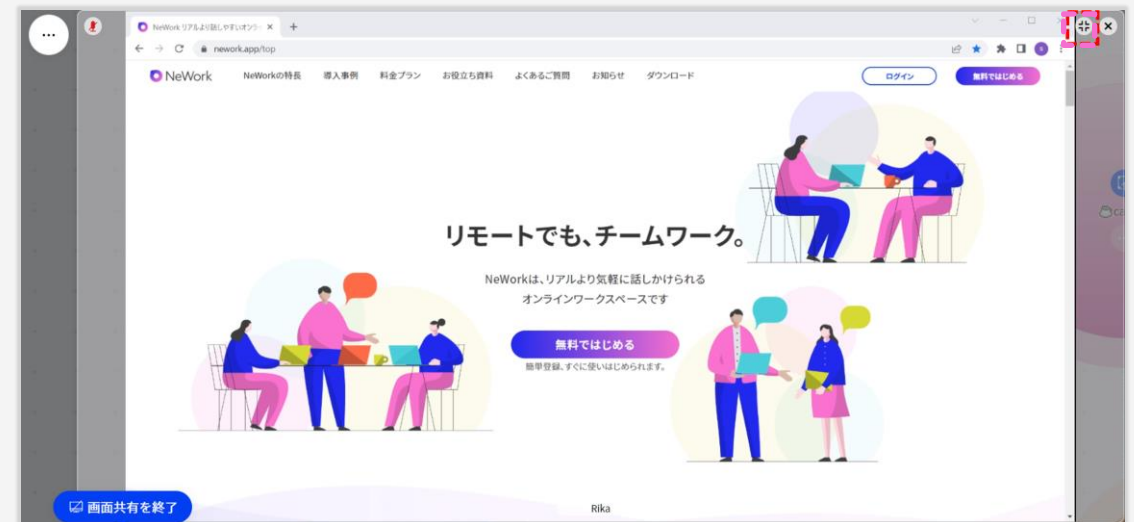 NeWork リアルより話しやすいオンラ
nework.app/top
NeWork
NeWorkの特長 導入事例 料金プラン お役立ち資料 よくあるご質問 お知らせ ダウンロード
ログイン
無料ではじめる
リモートでも、チームワーク。
NeWorkは、リアルより気軽に話しかけられる
オンラインワークスペースです
無料ではじめる
簡単登録、すぐに使いはじめられます。
画面共有を終了
Rika